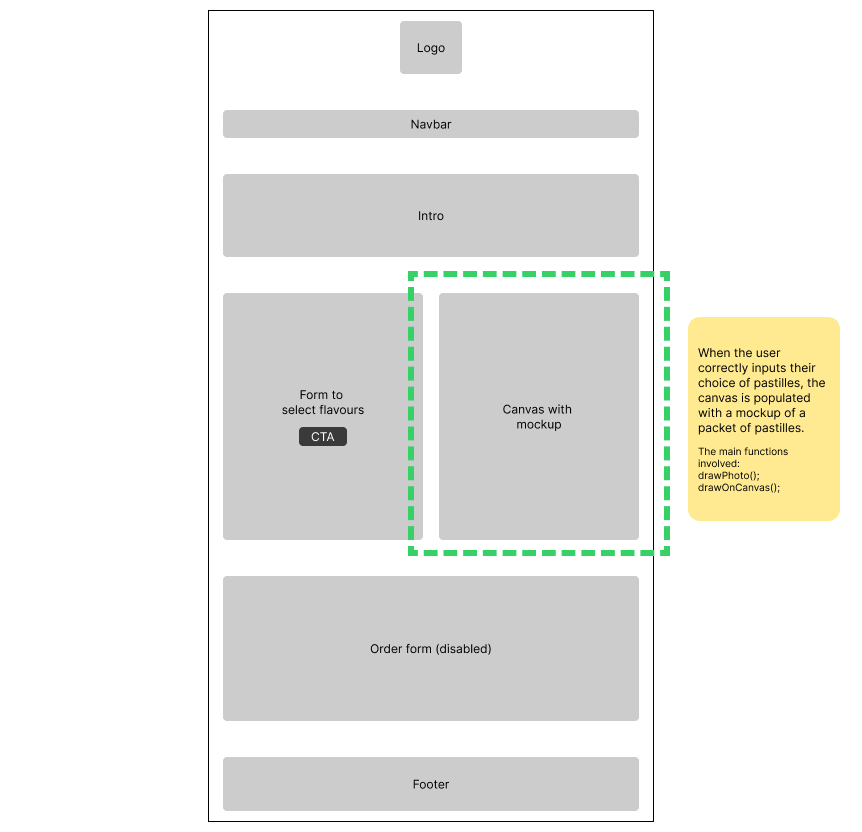 Logo
Navbar
Intro
Form to
select flavours
CTA
Canvas with
mockup
When the user
correctly inputs their
choice of pastilles, the
canvas is populated
with a mockup of a
packet of pastilles.
The main functions
involved:
drawPhoto();
drawOnCanvas();
Order form (disabled)
Footer